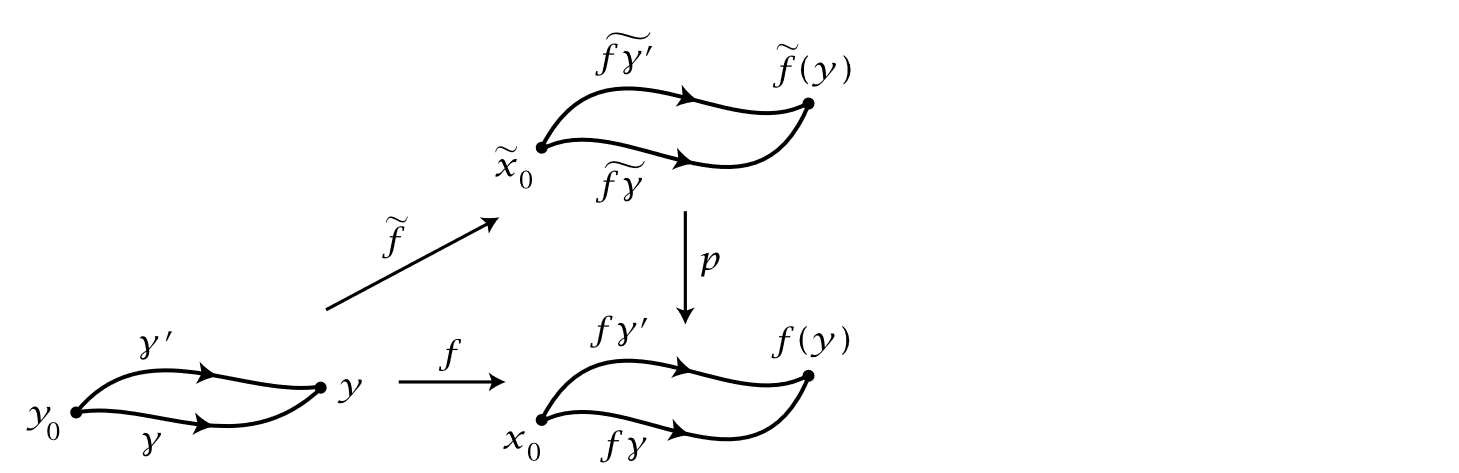 f̃γ′ f̃(y)
x̃₀ f̃γ
f̃ p
γ′ f fγ′ f(y)
y₀ γ y x₀ fγ